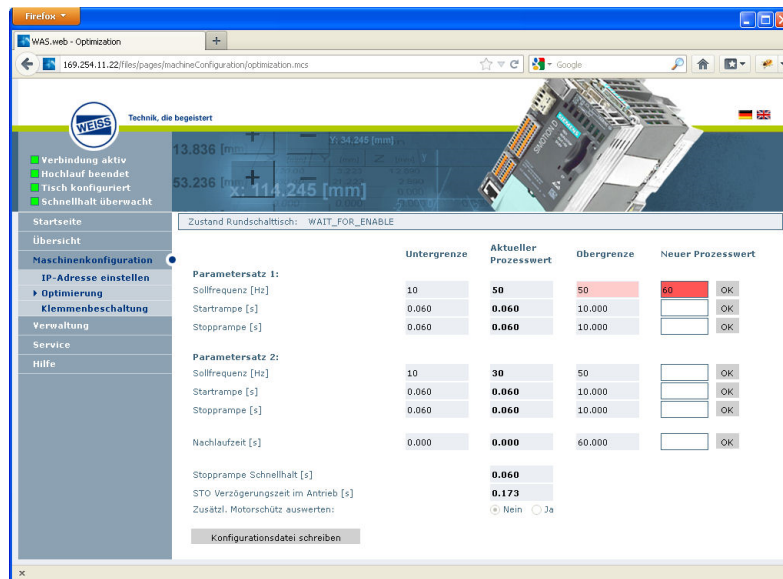 Firefox
WAS.web - Optimization
169.254.11.22/files/pages/machineConfiguration/optimization.mcs
Google
WEISS
Technik, die begeistert
13.836 [mm]
Y: 34.245 [mm]
53.236 [mm]
x: 114.245 [mm]
SIEMENS
SIMOTION D
Verbindung aktiv
Hochlauf beendet
Tisch konfiguriert
Schnellhalt überwacht
Startseite
Übersicht
Maschinenkonfiguration
IP-Adresse einstellen
Optimierung
Klemmenbeschaltung
Verwaltung
Service
Hilfe
Zustand Rundschalttisch: WAIT_FOR_ENABLE
Untergrenze Aktueller Prozesswert Obergrenze Neuer Prozesswert
Parametersatz 1:
Sollfrequenz [Hz] 10 50 50 60 OK
Startrampe [s] 0.060 0.060 10.000 OK
Stopprampe [s] 0.060 0.060 10.000 OK
Parametersatz 2:
Sollfrequenz [Hz] 10 30 50 OK
Startrampe [s] 0.060 0.060 10.000 OK
Stopprampe [s] 0.060 0.060 10.000 OK
Nachlaufzeit [s] 0.000 0.000 60.000 OK
Stopprampe Schnellhalt [s] 0.060
STO Verzögerungszeit im Antrieb [s] 0.173
Zusätzl. Motorschütz auswerten: Nein Ja
Konfigurationsdatei schreiben